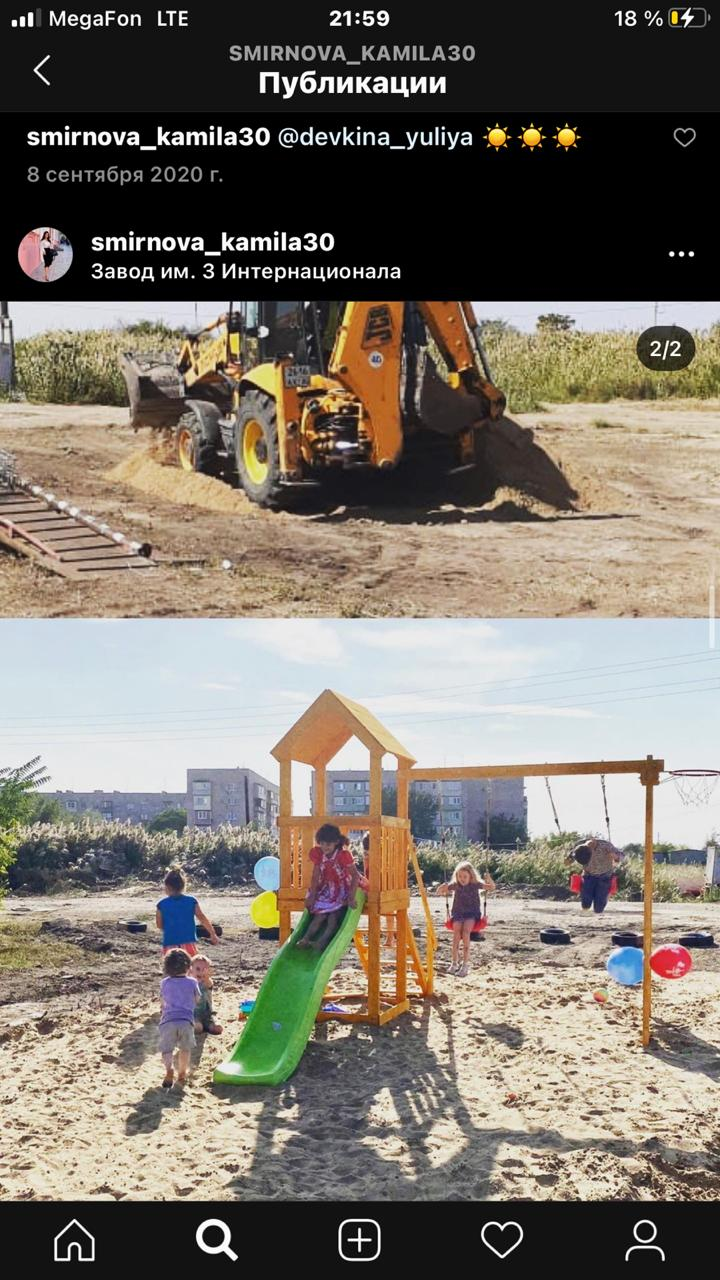 MegaFon LTE 21:59 18 %
SMIRNOVA_KAMILA30
Публикации
smirnova_kamila30 @devkina_yuliya ☀️☀️☀️
8 сентября 2020 г.
smirnova_kamila30
Завод им. 3 Интернационала
2/2
JCB